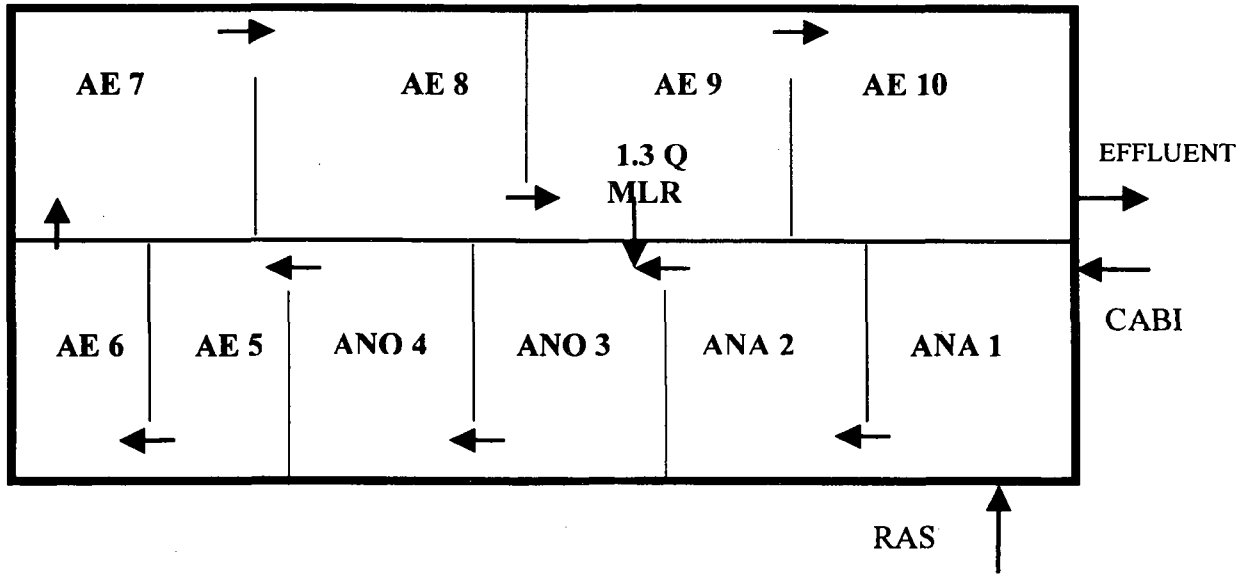 AE 7
AE 8
AE 9
AE 10
1.3 Q
MLR
EFFLUENT
CABI
AE 6
AE 5
ANO 4
ANO 3
ANA 2
ANA 1
RAS